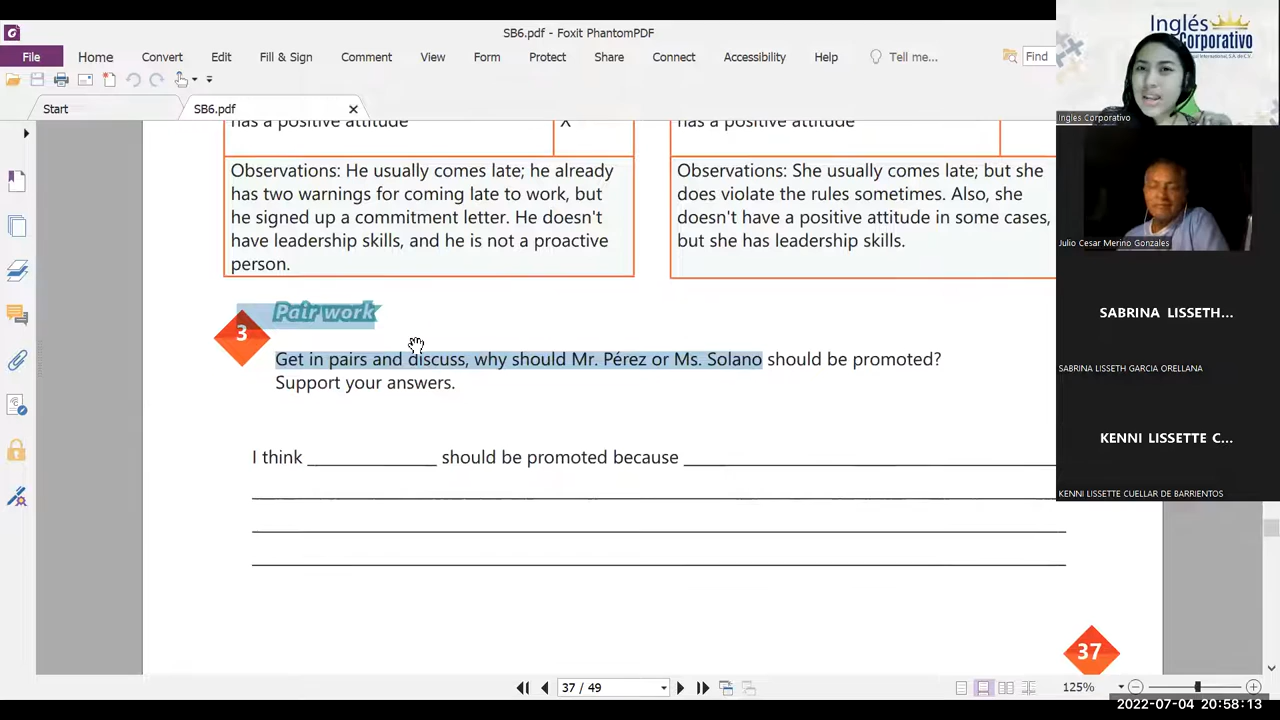 SB6.pdf - Foxit PhantomPDF
File Home Convert Edit Fill & Sign Comment View Form Protect Share Connect Accessibility Help Tell me... Find
Start SB6.pdf
has a positive attitude X
has a positive attitude
Observations: He usually comes late; he already
has two warnings for coming late to work, but
he signed up a commitment letter. He doesn't
have leadership skills, and he is not a proactive
person.
Observations: She usually comes late; but she
does violate the rules sometimes. Also, she
doesn't have a positive attitude in some cases,
but she has leadership skills.
3
Pair work
Get in pairs and discuss, why should Mr. Pérez or Ms. Solano should be promoted?
Support your answers.
I think ____________ should be promoted because
37
37 / 49
125%
Inglés
Corporativo
Ingles Corporativo
Julio Cesar Merino Gonzales
SABRINA LISSETH...
SABRINA LISSETH GARCIA ORELLANA
KENNI LISSETTE C...
KENNI LISSETTE CUELLAR DE BARRIENTOS
2022-07-04 20:58:13